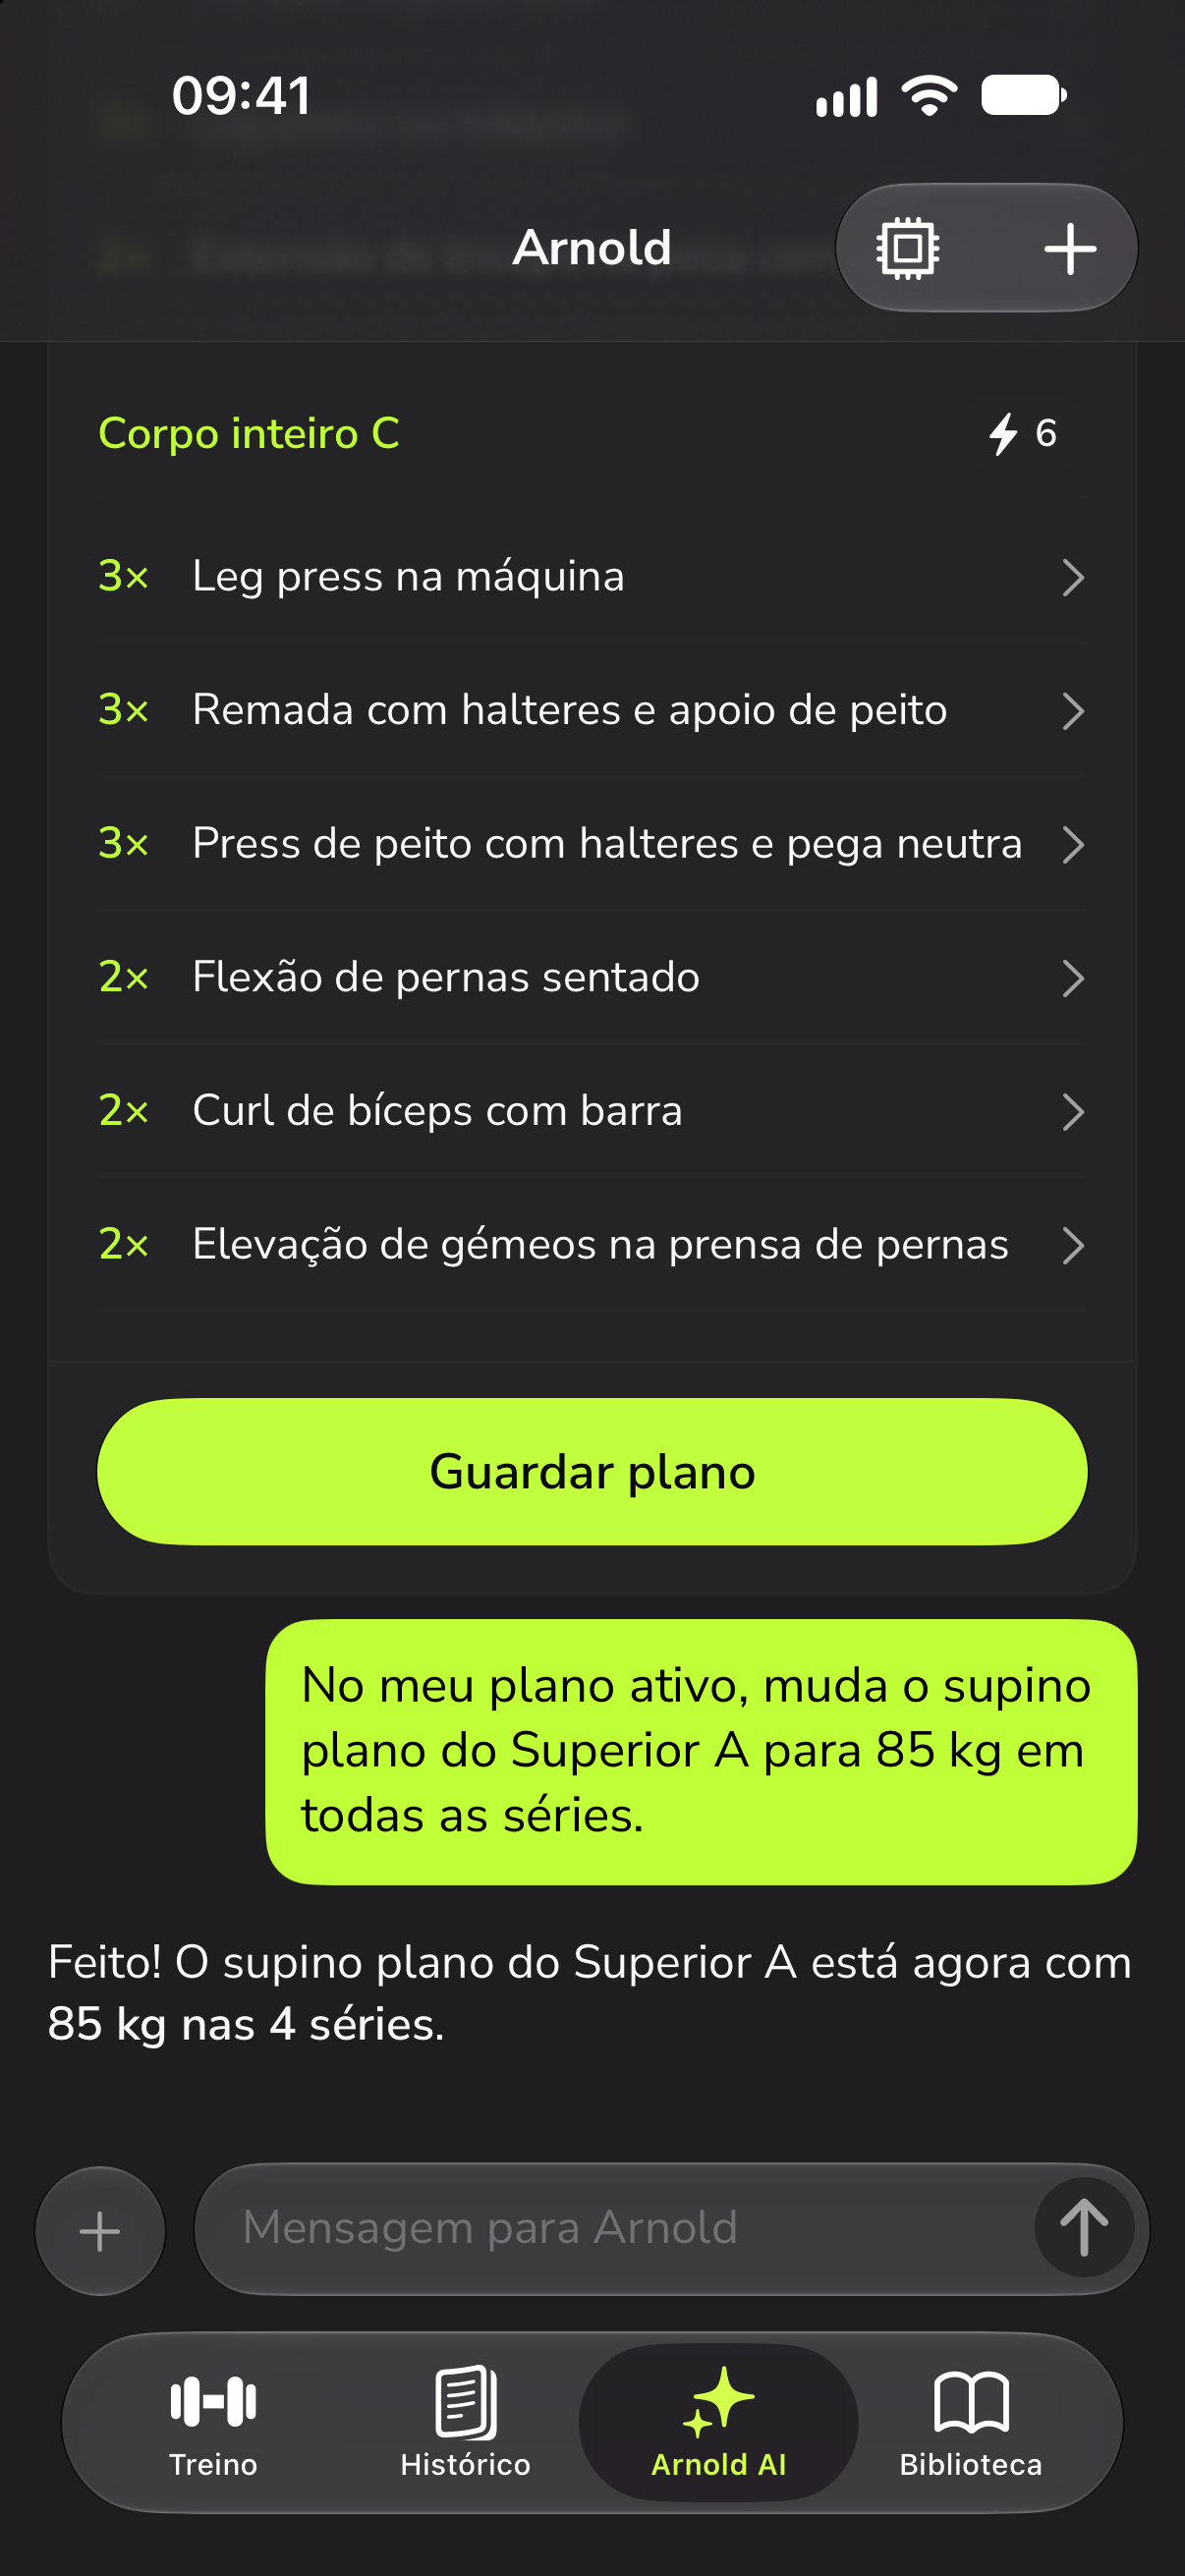 09:41
Arnold
Corpo inteiro C
6
3× Leg press na máquina
3× Remada com halteres e apoio de peito
3× Press de peito com halteres e pega neutra
2× Flexão de pernas sentado
2× Curl de bíceps com barra
2× Elevação de gémeos na prensa de pernas
Guardar plano
No meu plano ativo, muda o supino
plano do Superior A para 85 kg em
todas as séries.
Feito! O supino plano do Superior A está agora com
85 kg nas 4 séries.
Mensagem para Arnold
Treino
Histórico
Arnold AI
Biblioteca